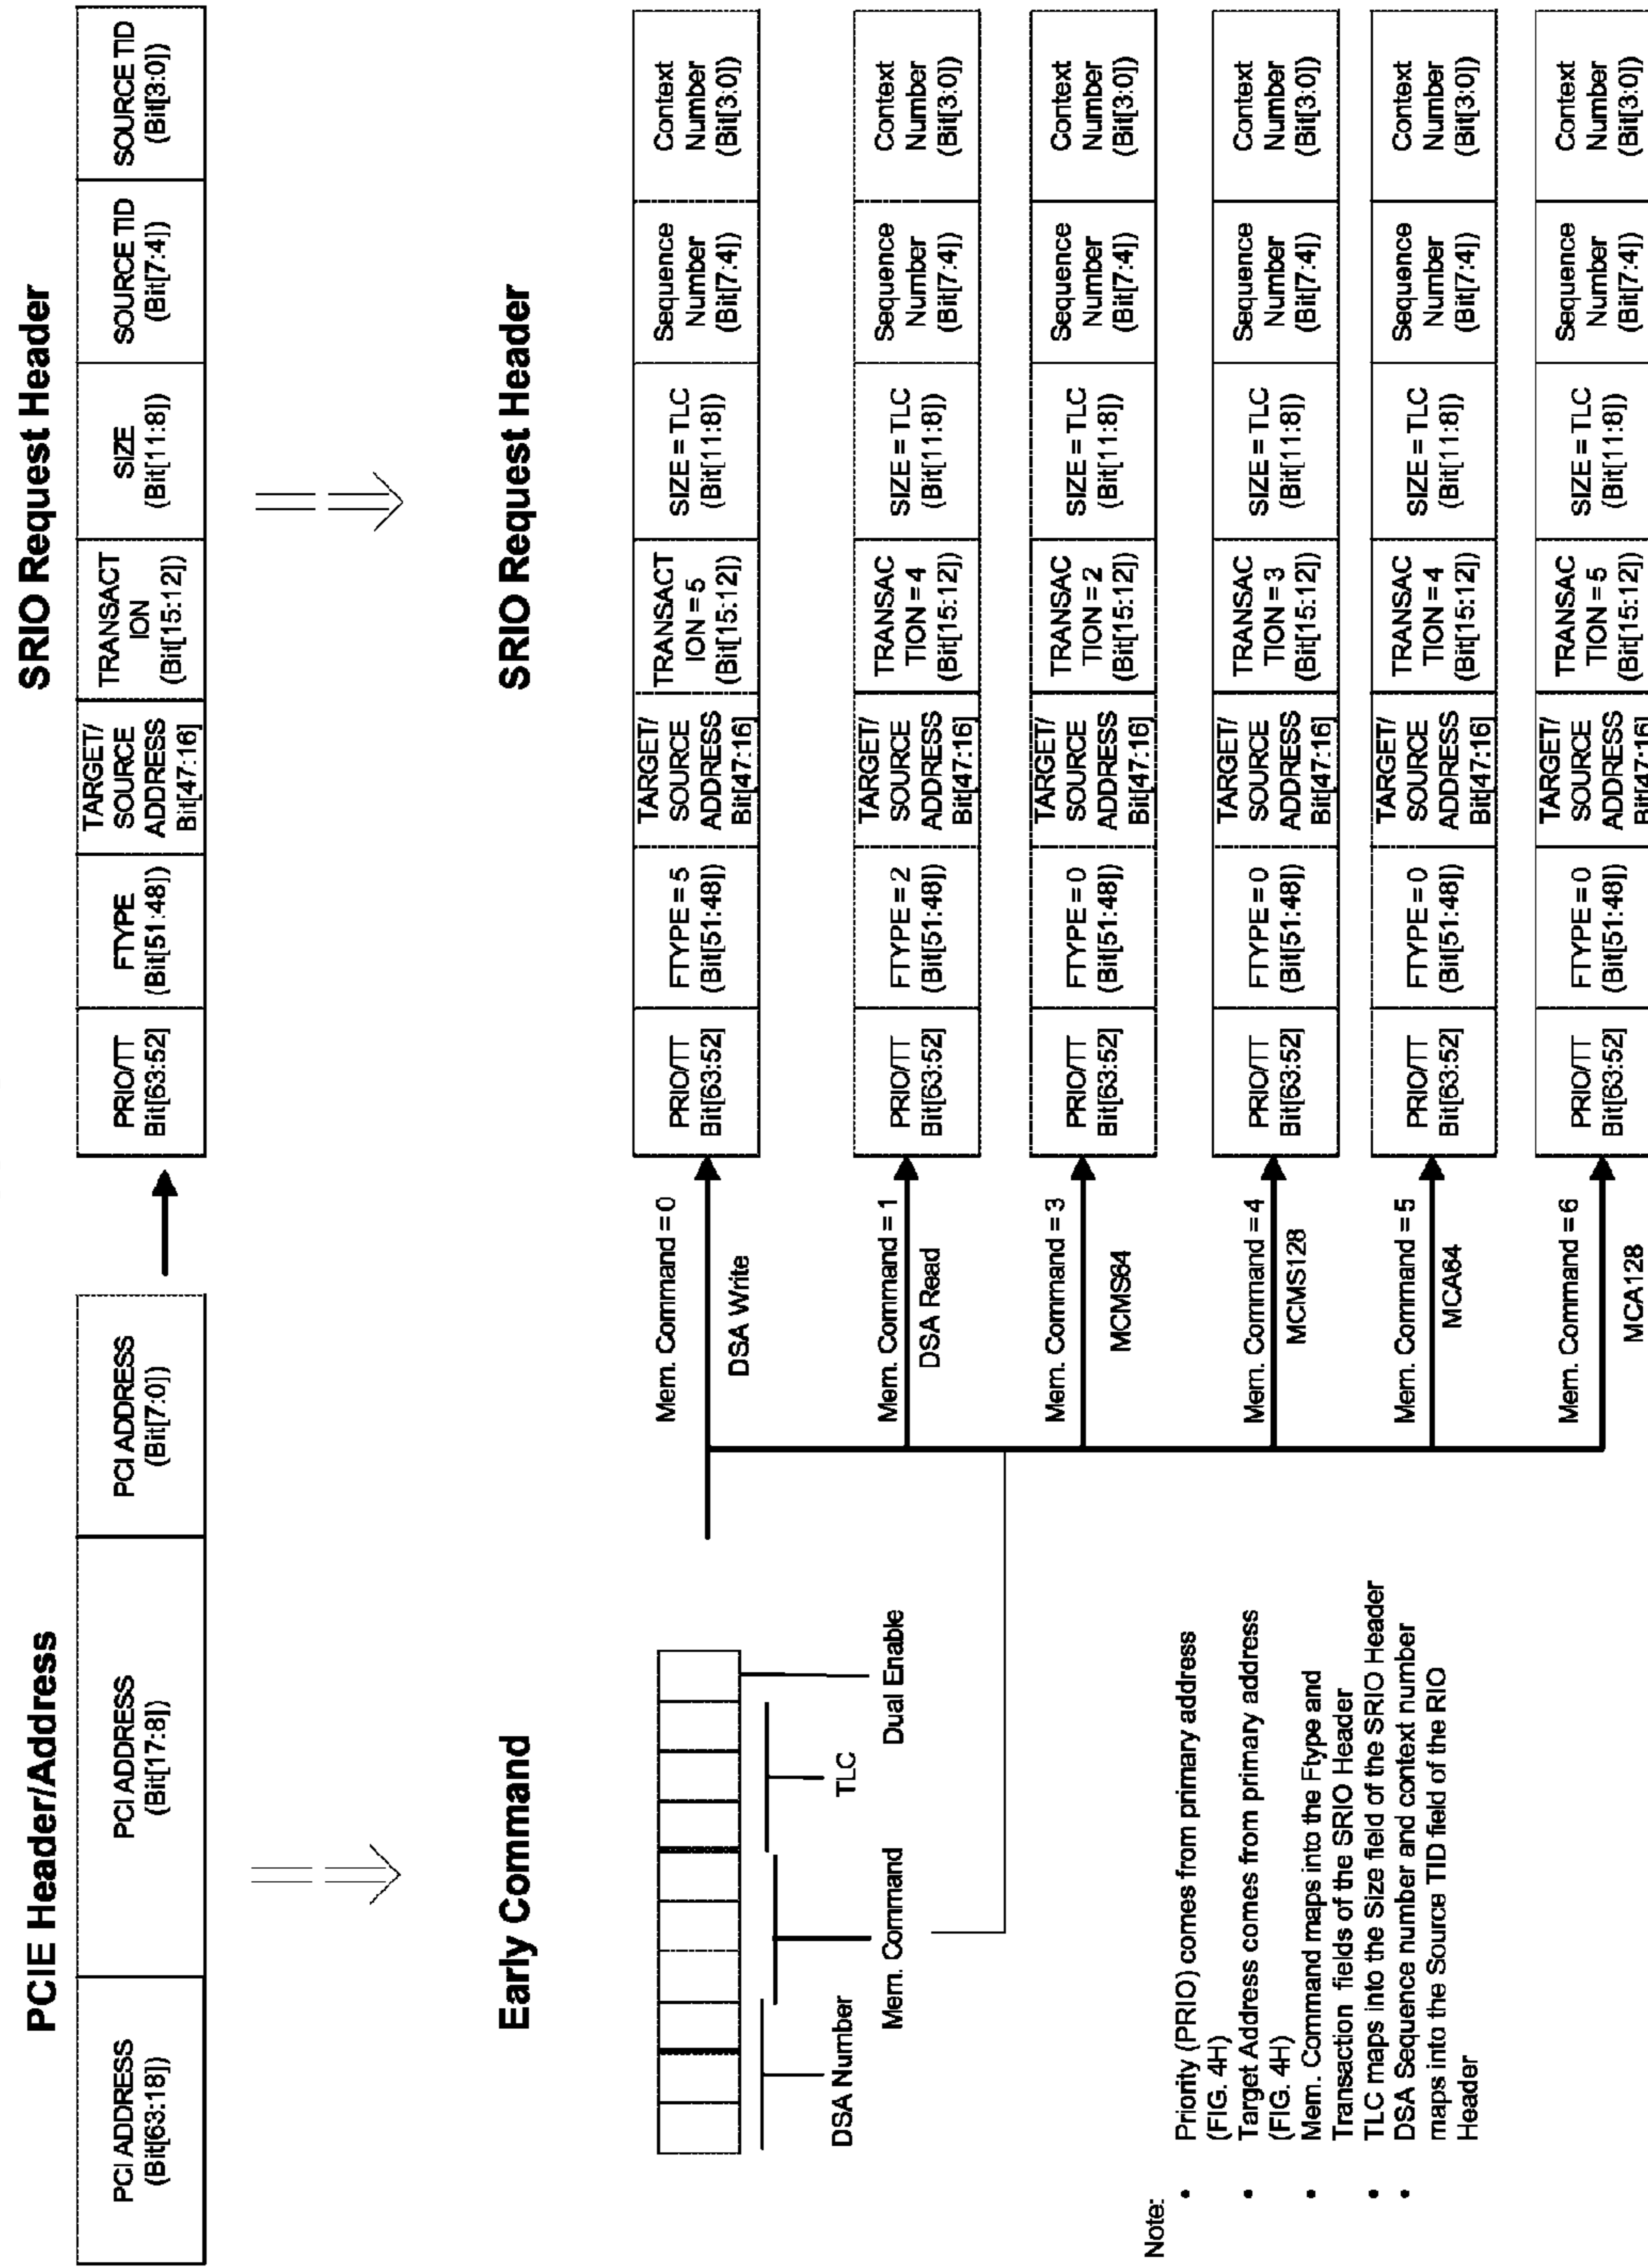 PCIE Header/Address
PCI ADDRESS
(Bit[63:18])
PCI ADDRESS
(Bit[17:8])
PCI ADDRESS
(Bit[7:0])
SRIO Request Header
PRIO/TT
Bit[63:52]
FTYPE
(Bit[51:48])
TARGET/
SOURCE
ADDRESS
Bit[47:16]
TRANSACT
ION
(Bit[15:12])
SIZE
(Bit[11:8])
SOURCE TID
(Bit[7:4])
SOURCE TID
(Bit[3:0])
Early Command
DSA Number
Mem. Command
TLC
Dual Enable
SRIO Request Header
Mem. Command = 0
DSA Write
PRIO/TT
Bit[63:52]
FTYPE = 5
(Bit[51:48])
TARGET/
SOURCE
ADDRESS
Bit[47:16]
TRANSACT
ION = 5
(Bit[15:12])
SIZE = TLC
(Bit[11:8])
Sequence
Number
(Bit[7:4])
Context
Number
(Bit[3:0])
Mem. Command = 1
DSA Read
PRIO/TT
Bit[63:52]
FTYPE = 2
(Bit[51:48])
TARGET/
SOURCE
ADDRESS
Bit[47:16]
TRANSAC
TION = 4
(Bit[15:12])
SIZE = TLC
(Bit[11:8])
Sequence
Number
(Bit[7:4])
Context
Number
(Bit[3:0])
Mem. Command = 3
MCMS64
PRIO/TT
Bit[63:52]
FTYPE = 0
(Bit[51:48])
TARGET/
SOURCE
ADDRESS
Bit[47:16]
TRANSAC
TION = 2
(Bit[15:12])
SIZE = TLC
(Bit[11:8])
Sequence
Number
(Bit[7:4])
Context
Number
(Bit[3:0])
Mem. Command = 4
MCMS128
PRIO/TT
Bit[63:52]
FTYPE = 0
(Bit[51:48])
TARGET/
SOURCE
ADDRESS
Bit[47:16]
TRANSAC
TION = 3
(Bit[15:12])
SIZE = TLC
(Bit[11:8])
Sequence
Number
(Bit[7:4])
Context
Number
(Bit[3:0])
Mem. Command = 5
MCA64
PRIO/TT
Bit[63:52]
FTYPE = 0
(Bit[51:48])
TARGET/
SOURCE
ADDRESS
Bit[47:16]
TRANSAC
TION = 4
(Bit[15:12])
SIZE = TLC
(Bit[11:8])
Sequence
Number
(Bit[7:4])
Context
Number
(Bit[3:0])
Mem. Command = 6
MCA128
PRIO/TT
Bit[63:52]
FTYPE = 0
(Bit[51:48])
TARGET/
SOURCE
ADDRESS
Bit[47:16]
TRANSAC
TION = 5
(Bit[15:12])
SIZE = TLC
(Bit[11:8])
Sequence
Number
(Bit[7:4])
Context
Number
(Bit[3:0])
Note:
• Priority (PRIO) comes from primary address
(FIG. 4H)
• Target Address comes from primary address
(FIG. 4H)
• Mem. Command maps into the Ftype and
Transaction fields of the SRIO Header
• TLC maps into the Size field of the SRIO Header
• DSA Sequence number and context number
maps into the Source TID field of the RIO
Header